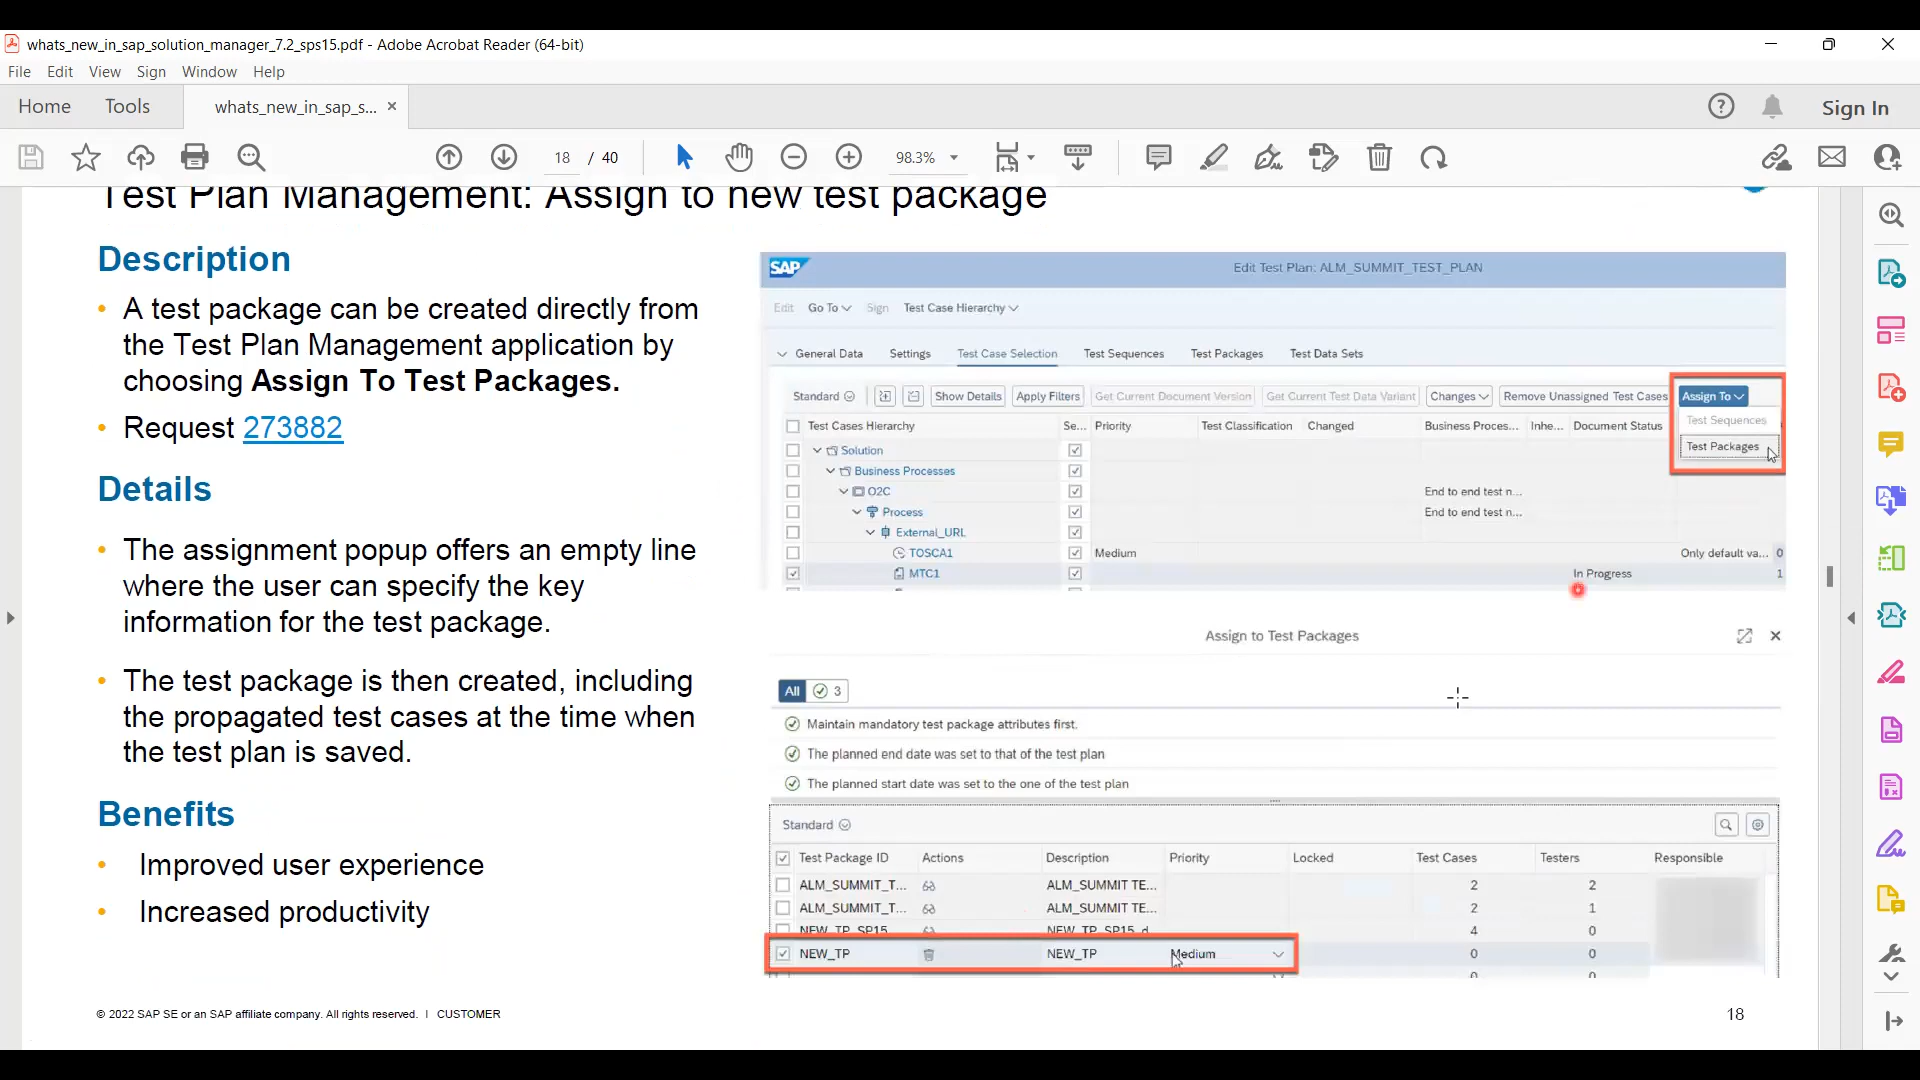 whats_new_in_sap_solution_manager_7.2_sps15.pdf - Adobe Acrobat Reader (64-bit)
File Edit View Sign Window Help
Home Tools whats_new_in_sap_s... Sign In
18 / 40 98.3%
Test Plan Management: Assign to new test package
Description
• A test package can be created directly from
the Test Plan Management application by
choosing Assign To Test Packages.
• Request 273882
Details
• The assignment popup offers an empty line
where the user can specify the key
information for the test package.
• The test package is then created, including
the propagated test cases at the time when
the test plan is saved.
Benefits
• Improved user experience
• Increased productivity
SAP Edit Test Plan: ALM_SUMMIT_TEST_PLAN
Edit Go To Sign Test Case Hierarchy
General Data Settings Test Case Selection Test Sequences Test Packages Test Data Sets
Standard Show Details Apply Filters Get Current Document Version Get Current Test Data Variant Changes Remove Unassigned Test Cases Assign To
Test Sequences
Test Packages
Test Cases Hierarchy Se... Priority Test Classification Changed Business Proces... Inhe... Document Status
Solution
Business Processes
O2C End to end test n...
Process End to end test n...
External_URL
TOSCA1 Medium Only default va... 0
MTC1 In Progress 1
Assign to Test Packages
All 3
Maintain mandatory test package attributes first.
The planned end date was set to that of the test plan
The planned start date was set to the one of the test plan
Standard
Test Package ID Actions Description Priority Locked Test Cases Testers Responsible
ALM_SUMMIT_T... ALM_SUMMIT TE... 2 2
ALM_SUMMIT_T... ALM_SUMMIT TE... 2 1
NEW_TP_SP15 NEW_TP_SP15_d 4 0
NEW_TP NEW_TP Medium 0 0
0 0
© 2022 SAP SE or an SAP affiliate company. All rights reserved. I CUSTOMER
18